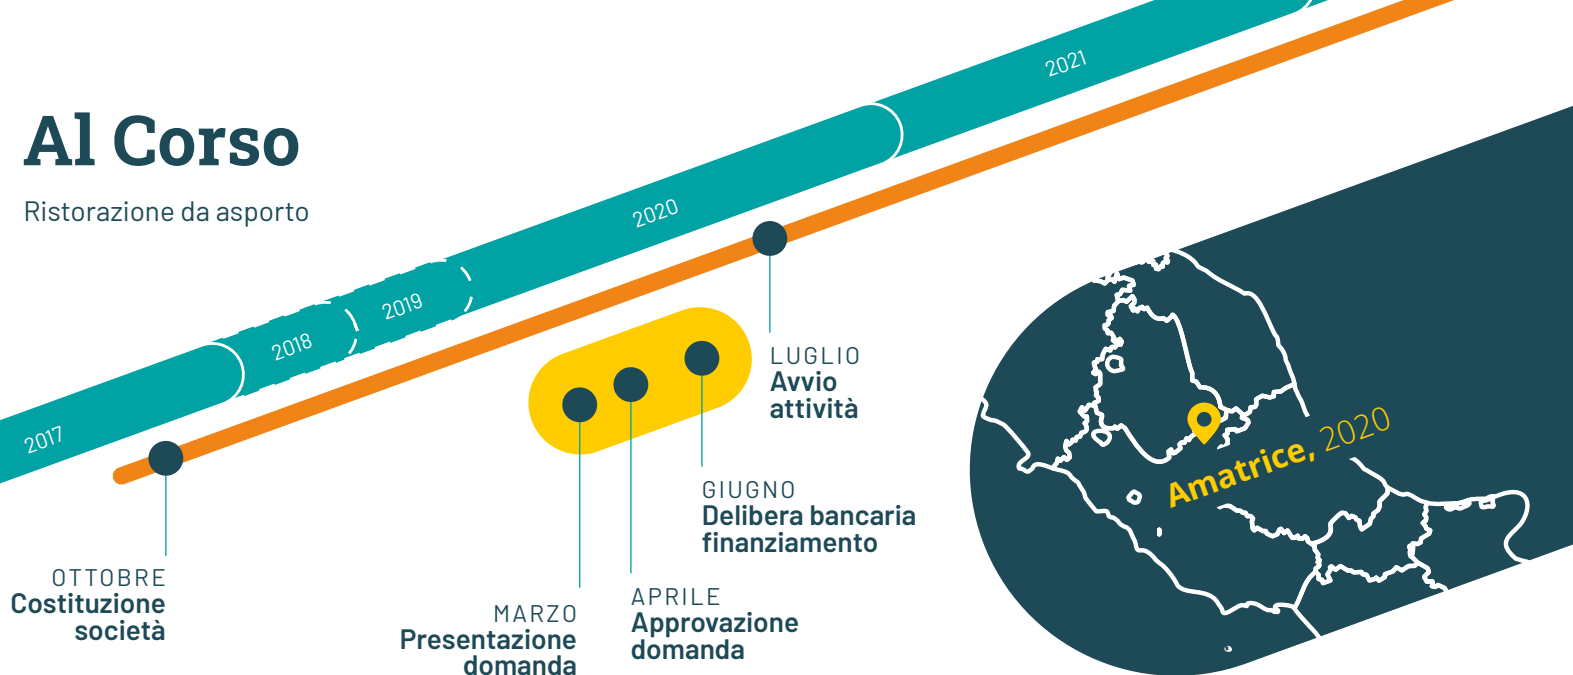 Al Corso
Ristorazione da asporto
2017
2018
2019
2020
2021
OTTOBRE
Costituzione
società
MARZO
Presentazione
domanda
APRILE
Approvazione
domanda
GIUGNO
Delibera bancaria
finanziamento
LUGLIO
Avvio
attività
Amatrice, 2020